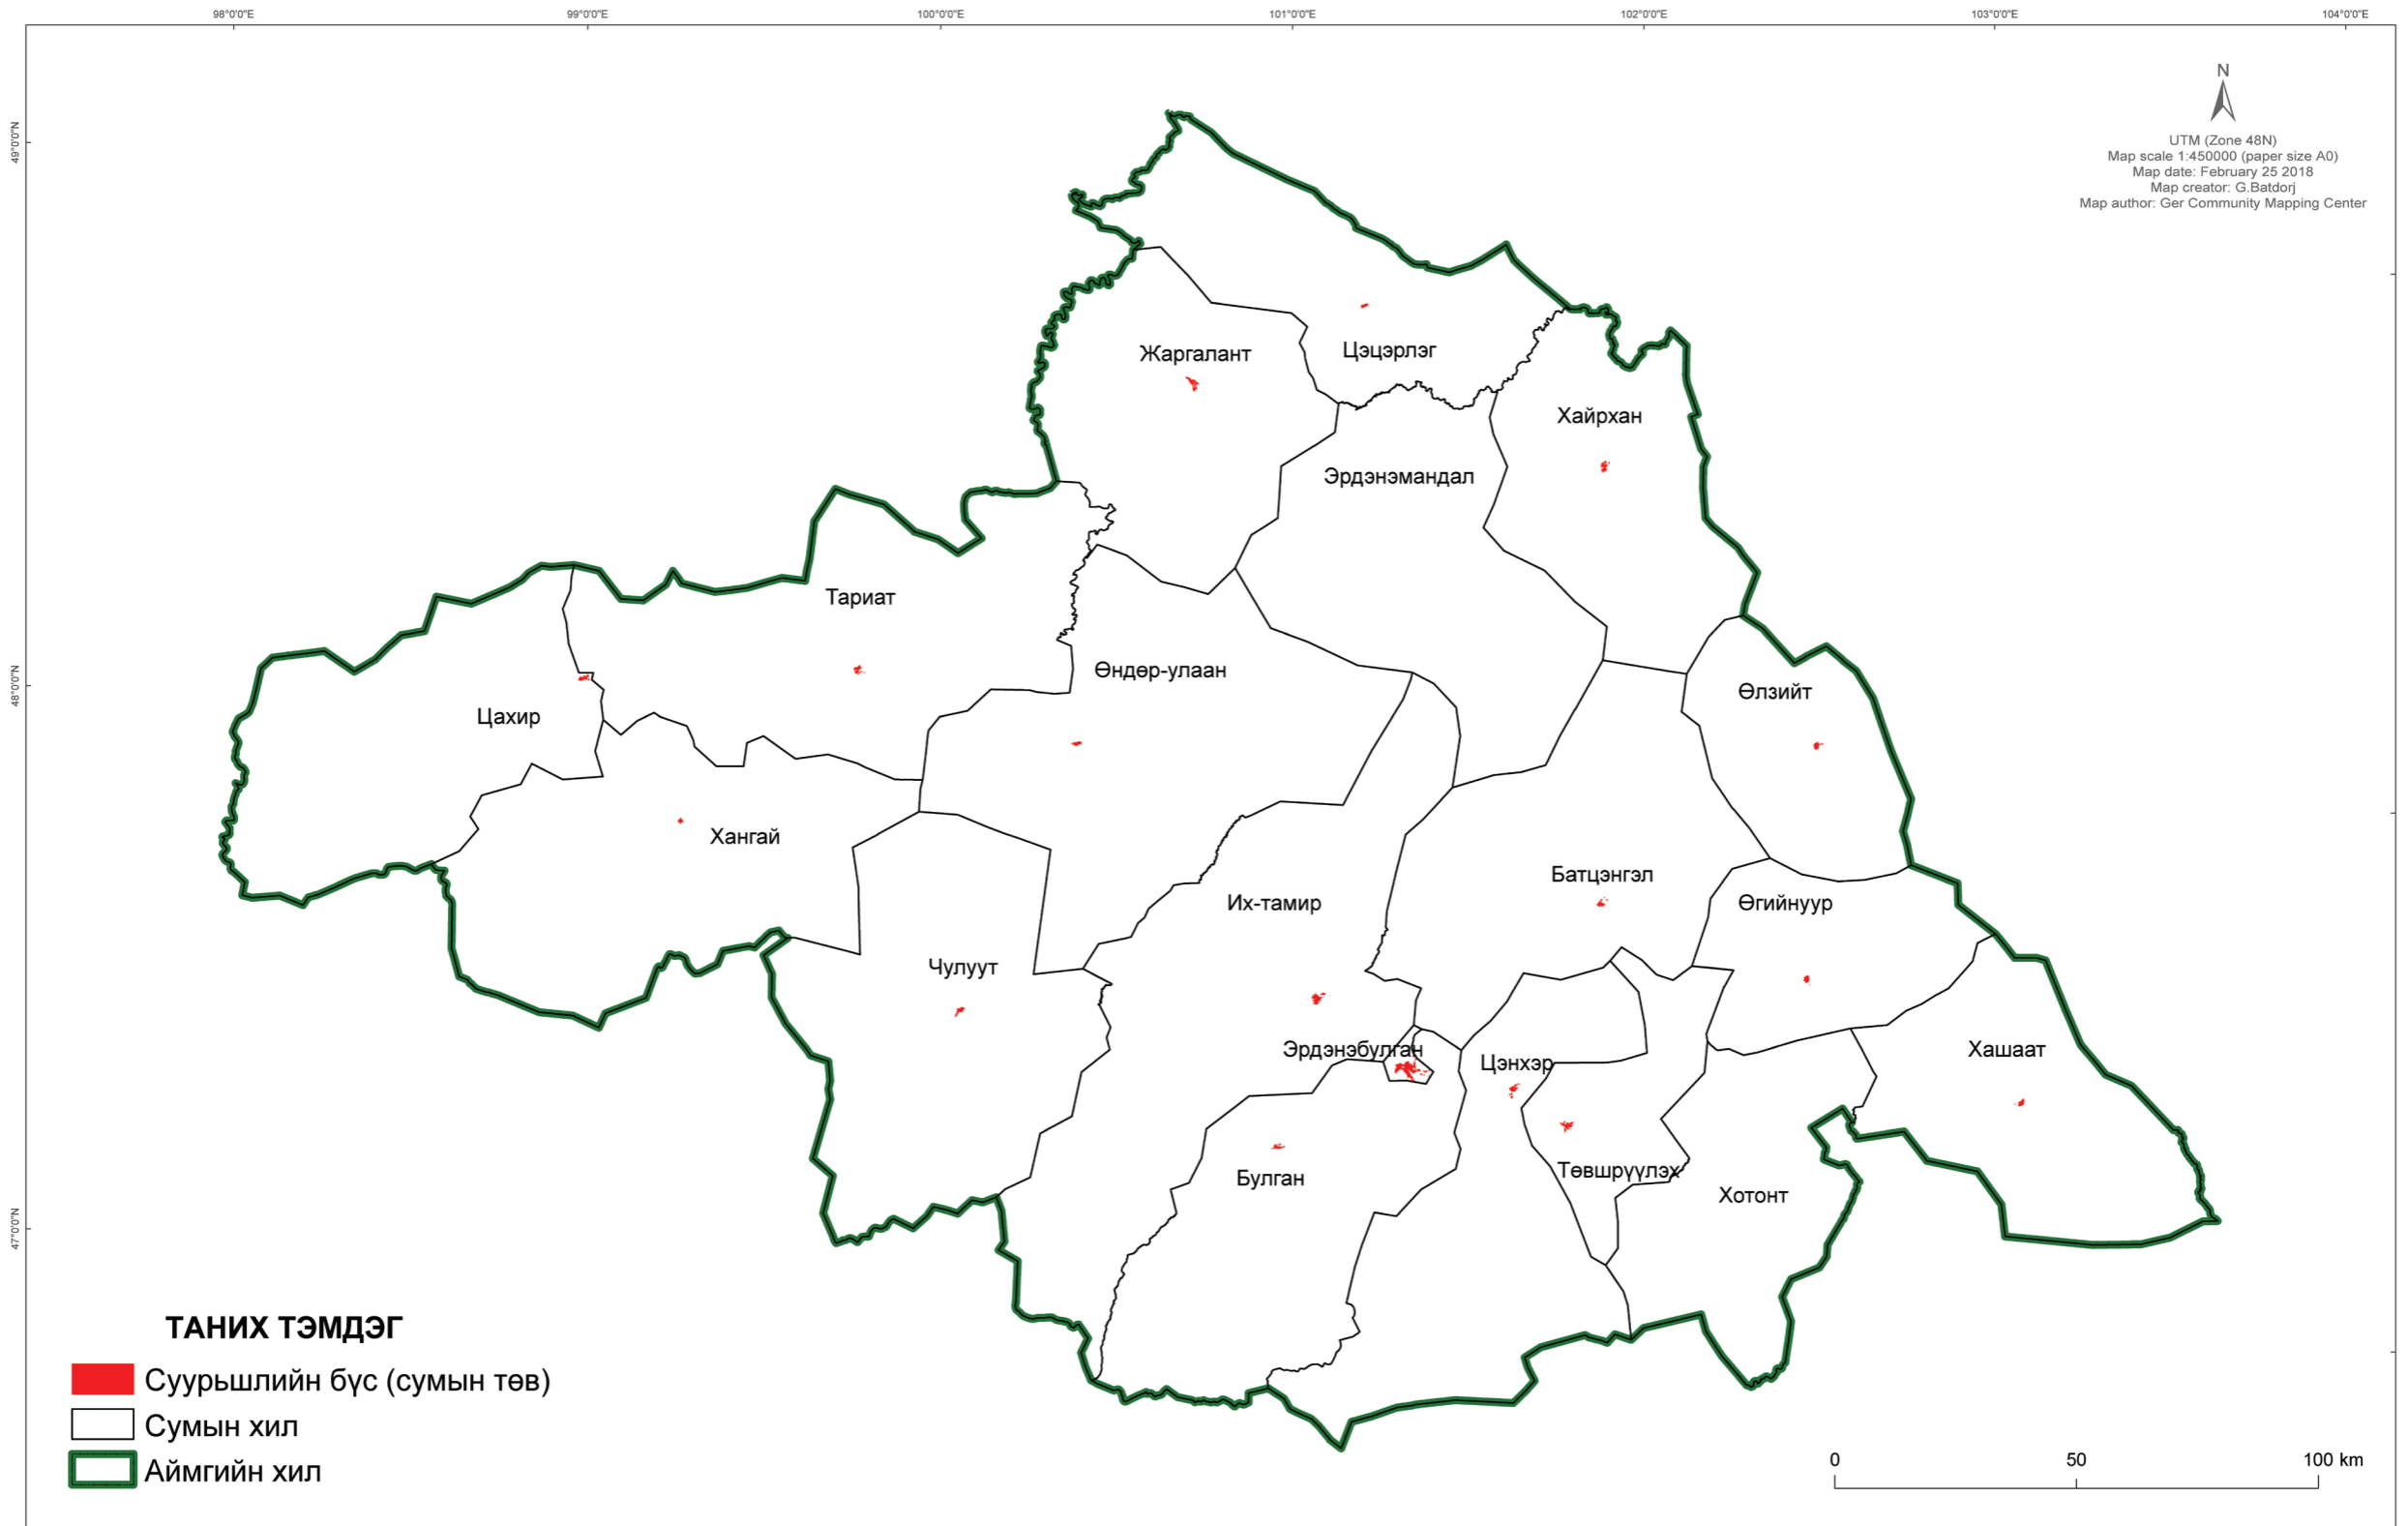 98°0'0"E
99°0'0"E
100°0'0"E
101°0'0"E
102°0'0"E
103°0'0"E
104°0'0"E
49°0'0"N
48°0'0"N
47°0'0"N
N
UTM (Zone 48N)
Map scale 1:450000 (paper size A0)
Map date: February 25 2018
Map creator: G.Batdorj
Map author: Ger Community Mapping Center
Жаргалант
Цэцэрлэг
Хайрхан
Эрдэнэмандал
Тариат
Өндөр-улаан
Өлзийт
Цахир
Хангай
Батцэнгэл
Их-тамир
Өгийнуур
Чулуут
Эрдэнэбулган
Цэнхэр
Хашаат
Төвшрүүлэх
Булган
Хотонт
ТАНИХ ТЭМДЭГ
Суурьшлийн бүс (сумын төв)
Сумын хил
Аймгийн хил
0 50 100 km